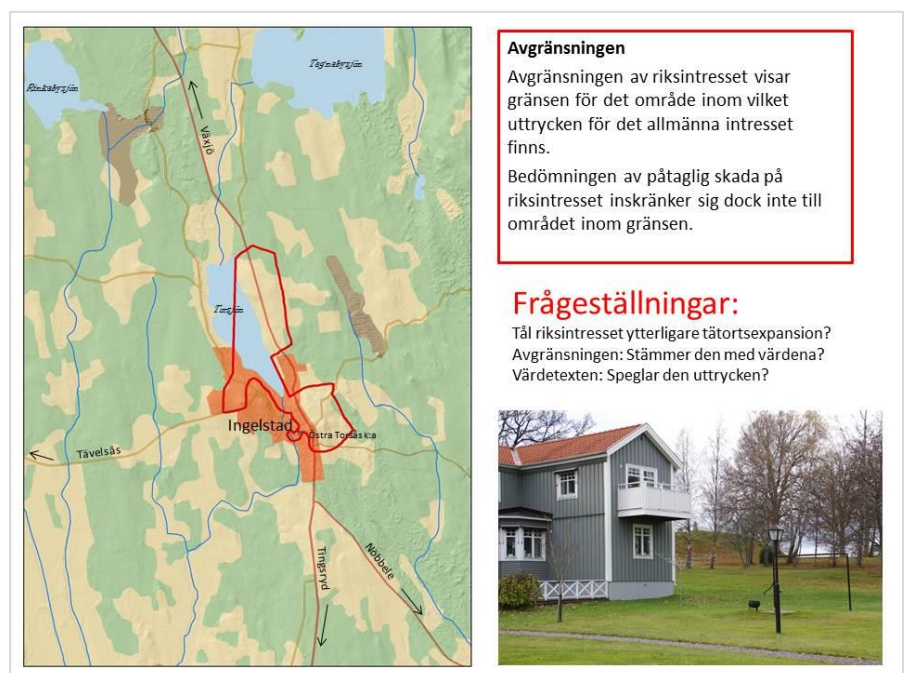 Rinkabysjön
Tegnabysjön
Växjö
Torsjön
Ingelstad
Östra Torsås k:a
Tävelsås
Tingsryd
Nöbbele
Avgränsningen
Avgränsningen av riksintresset visar
gränsen för det område inom vilket
uttrycken för det allmänna intresset
finns.
Bedömningen av påtaglig skada på
riksintresset inskränker sig dock inte till
området inom gränsen.
Frågeställningar:
Tål riksintresset ytterligare tätortsexpansion?
Avgränsningen: Stämmer den med värdena?
Värdetexten: Speglar den uttrycken?